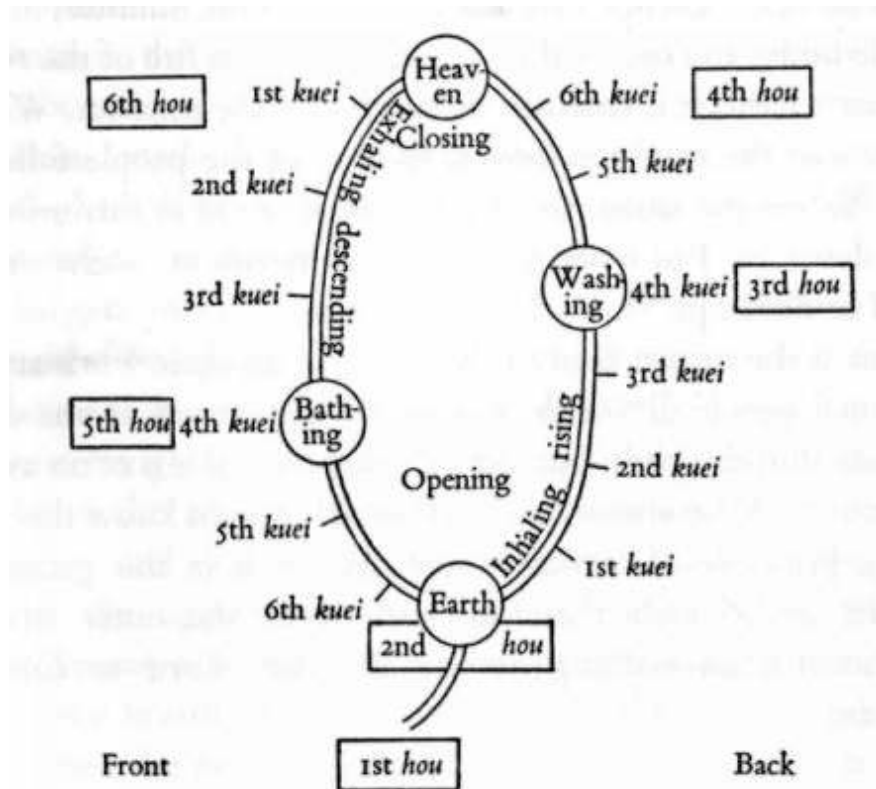 Heav-
en
6th hou
1st kuei
6th kuei
4th hou
Exhaling descending
Closing
2nd kuei
5th kuei
3rd kuei
Wash-
ing
4th kuei
3rd hou
3rd kuei
5th hou
4th kuei
Bath-
ing
Opening
Inhaling rising
2nd kuei
5th kuei
1st kuei
6th kuei
Earth
2nd hou
Front
1st hou
Back